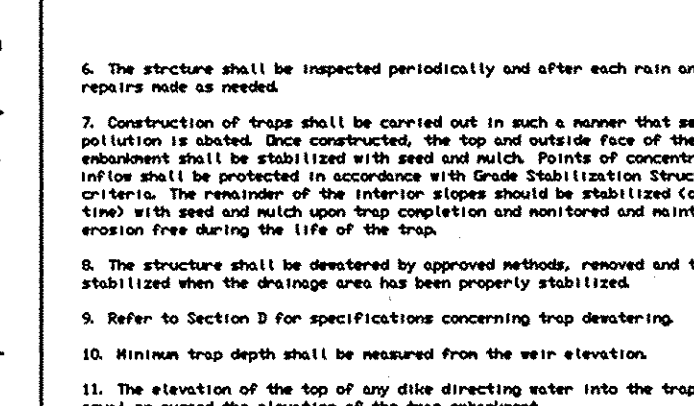 6. The strcture shall be inspected periodically and after each rain
repairs made as needed.
7. Construction of traps shall be carried out in such a manner that
pollution is abated. Once constructed, the top and outside face of the
embankment shall be stabilized with seed and mulch. Points of
inflow shall be protected in accordance with Grade Stabilization
criteria. The remainder of the interior slopes should be stabilized
time) with seed and mulch upon trap completion and monitored and
erosion free during the life of the trap.
8. The structure shall be dewatered by approved methods, removed and
stabilized when the drainage area has been properly stabilized.
9. Refer to Section D for specifications concerning trap dewatering.
10. Minimum trap depth shall be measured from the weir elevation.
11. The elevation of the top of any dike directing water into the trap